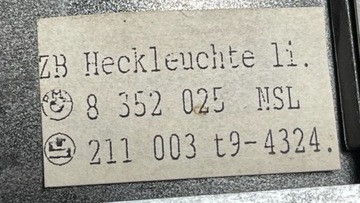 ZB Heckleuchte li.
8 352 025 NSL
211 003 t9-4324.